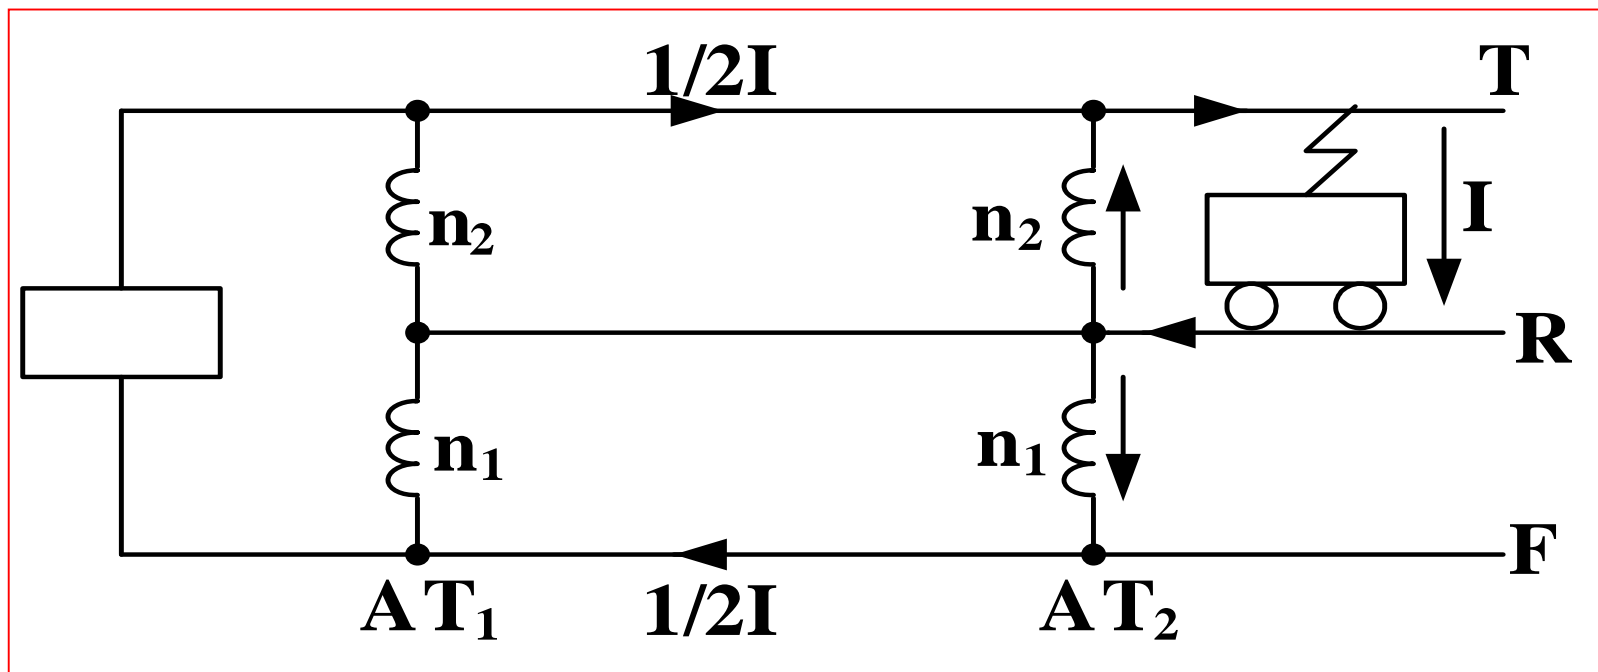 1/2I
T
n₂
n₂
I
R
n₁
n₁
F
AT₁
1/2I
AT₂